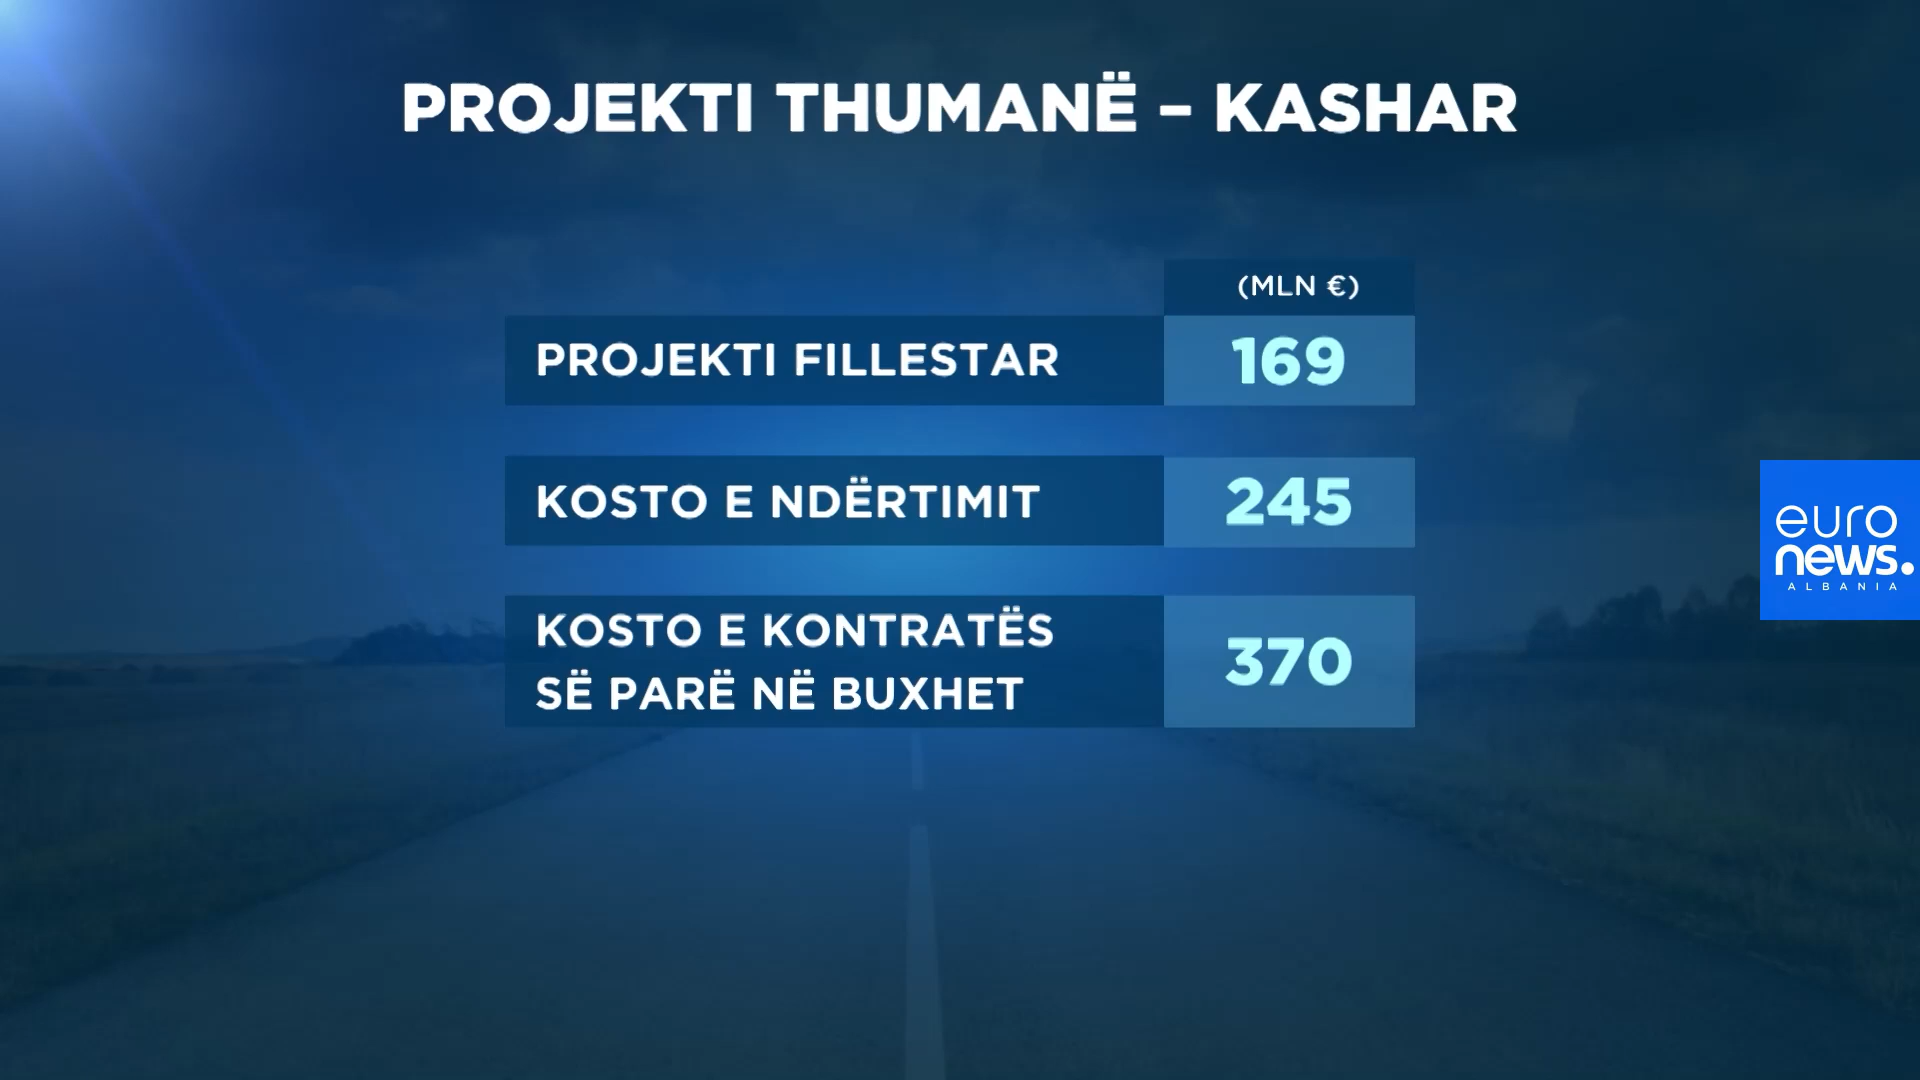 PROJEKTI THUMANË – KASHAR
(MLN €)
PROJEKTI FILLESTAR 169
KOSTO E NDËRTIMIT 245
KOSTO E KONTRATËS
SË PARË NË BUXHET 370
euro
news.
ALBANIA